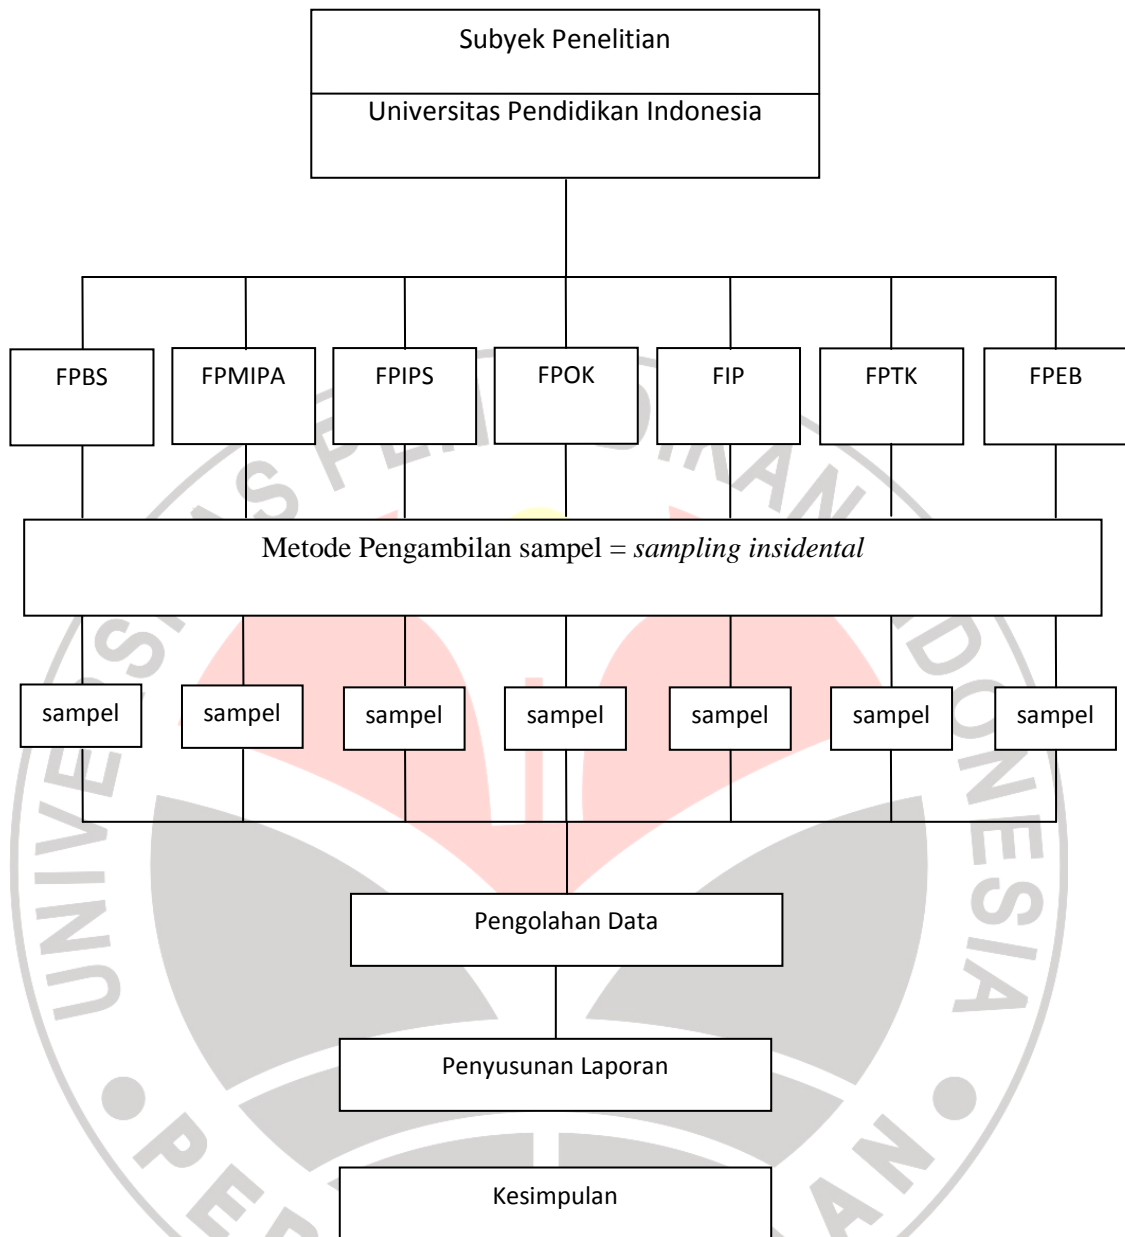 Subyek Penelitian
Universitas Pendidikan Indonesia
FPBS
FPMIPA
FPIPS
FPOK
FIP
FPTK
FPEB
Metode Pengambilan sampel = sampling insidental
sampel
sampel
sampel
sampel
sampel
sampel
sampel
Pengolahan Data
Penyusunan Laporan
Kesimpulan